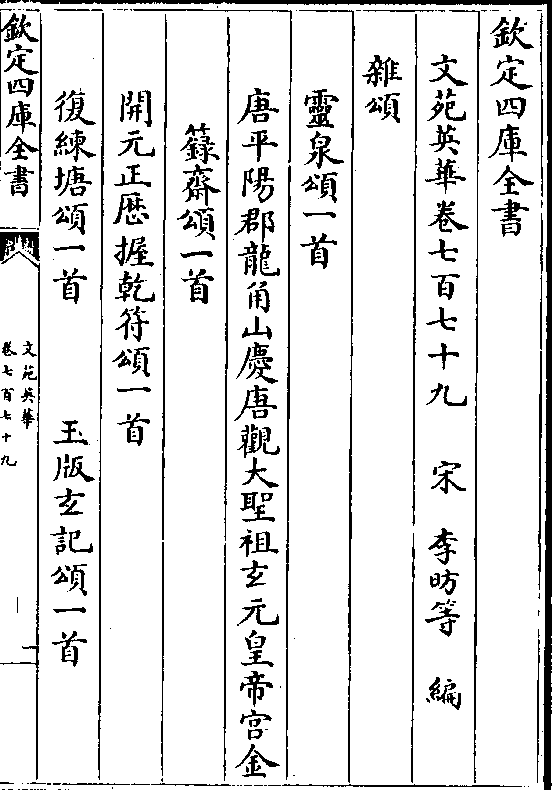 欽定四庫全書
文苑英華卷七百七十九 宋 李昉等 編
雜頌
靈泉頌一首
唐平陽郡龍角山慶唐觀大聖祖玄元皇帝宫金
籙齋頌一首
開元正歴握乾符頌一首
復練塘頌一首 玉版玄記頌一首
欽定四庫全書
文苑英華
卷七百七十九
一